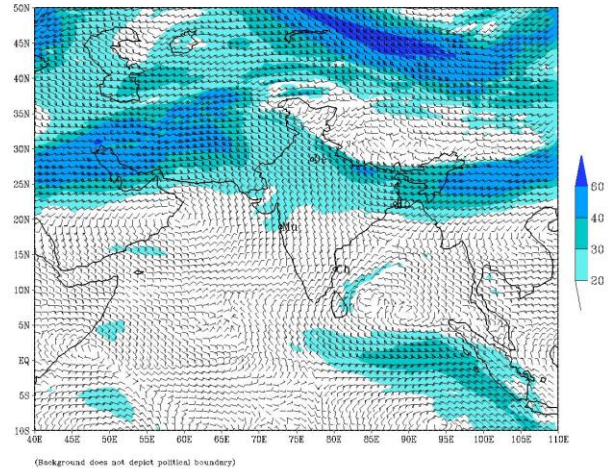 50N
45N
40N
35N
30N
25N
20N
15N
10N
5N
EQ
5S
10S
40E 45E 50E 55E 60E 65E 70E 75E 80E 85E 90E 95E 100E 105E 110E
60
40
30
20
Mu
Ch
(Background does not depict political boundary)